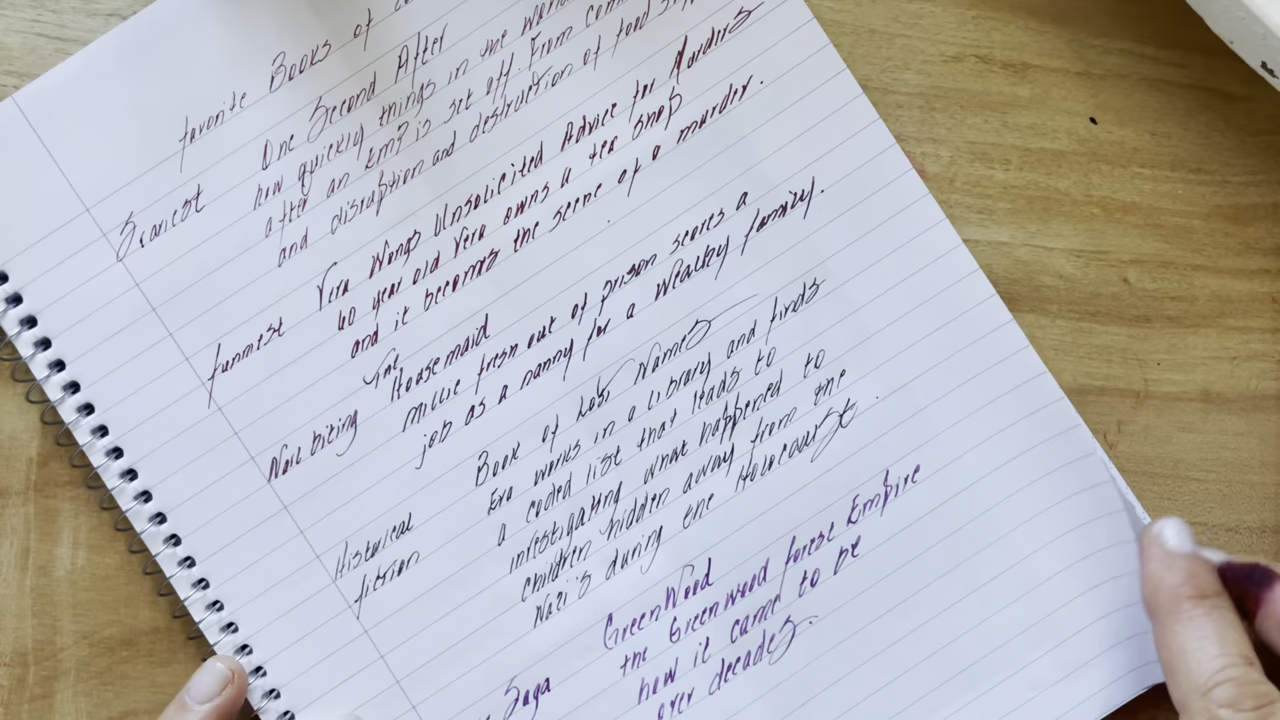 favorite Books of
Scariest One Second After
how quickly things in the world
after an EMP is set off. From
and disruption and destruction of food
funniest Vera Wongs Unsolicited Advice for Murders
60 year old Vera owns a tea shop
and it becomes the scene of a murder.
Nail biting The Housemaid
Millie fresh out of prison scores a
job as a nanny for a wealthy family.
Historical fiction Book of Lost Names
Eva works in a library and finds
a coded list that leads to
investigating what happened to
children hidden away from the
Nazi's during the Holocaust.
Saga GreenWood
the Greenwood forest Empire
how it came to be
over decades.